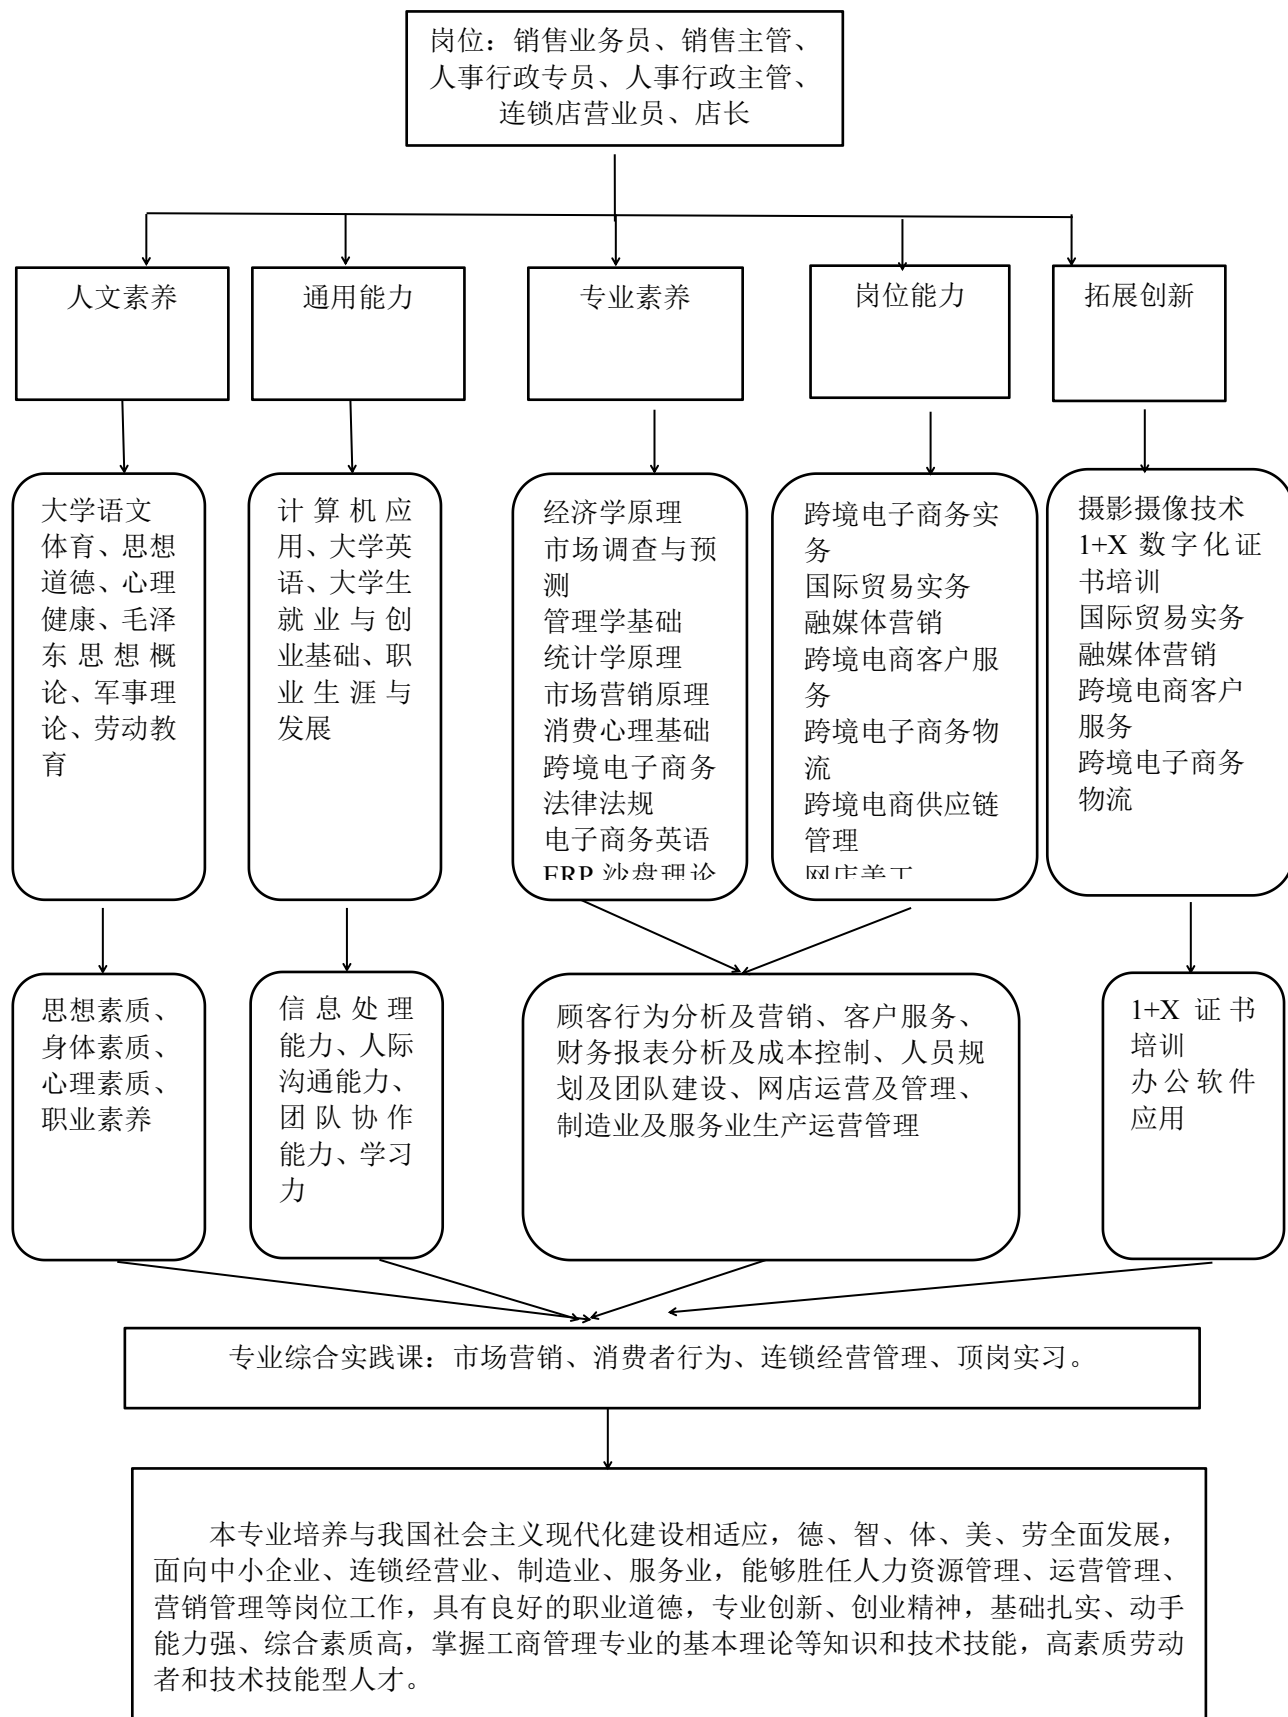 岗位：销售业务员、销售主管、
人事行政专员、人事行政主管、
连锁店营业员、店长
人文素养
通用能力
专业素养
岗位能力
拓展创新
大学语文
体育、思想
道德、心理
健康、毛泽
东思想概
论、军事理
论、劳动教
育
计算机应
用、大学英
语、大学生
就业与创
业基础、职
业生涯与
发展
经济学原理
市场调查与预
测
管理学基础
统计学原理
市场营销原理
消费心理基础
跨境电子商务
法律法规
电子商务英语
ERP 沙盘理论
跨境电子商务实
务
国际贸易实务
融媒体营销
跨境电商客户服
务
跨境电子商务物
流
跨境电商供应链
管理
网店美工
摄影摄像技术
1+X 数字化证
书培训
国际贸易实务
融媒体营销
跨境电商客户
服务
跨境电子商务
物流
思想素质、
身体素质、
心理素质、
职业素养
信息处理
能力、人际
沟通能力、
团队协作
能力、学习
力
顾客行为分析及营销、客户服务、
财务报表分析及成本控制、人员规
划及团队建设、网店运营及管理、
制造业及服务业生产运营管理
1+X 证书
培训
办公软件
应用
专业综合实践课：市场营销、消费者行为、连锁经营管理、顶岗实习。
本专业培养与我国社会主义现代化建设相适应，德、智、体、美、劳全面发展，
面向中小企业、连锁经营业、制造业、服务业，能够胜任人力资源管理、运营管理、
营销管理等岗位工作，具有良好的职业道德，专业创新、创业精神，基础扎实、动手
能力强、综合素质高，掌握工商管理专业的基本理论等知识和技术技能，高素质劳动
者和技术技能型人才。